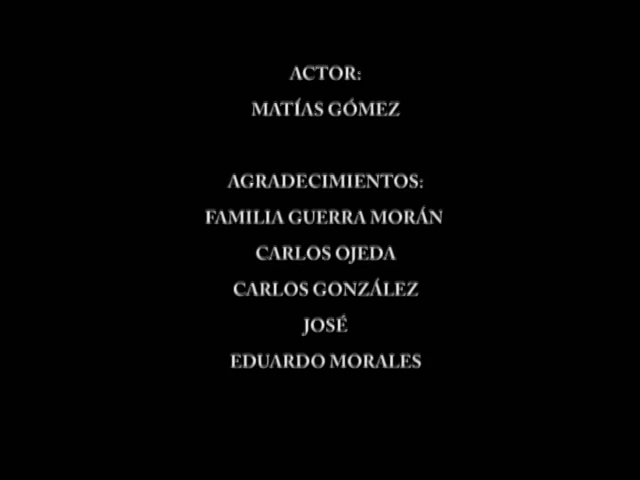 ACTOR:
MATÍAS GÓMEZ
AGRADECIMIENTOS:
FAMILIA GUERRA MORÁN
CARLOS OJEDA
CARLOS GONZÁLEZ
JOSÉ
EDUARDO MORALES